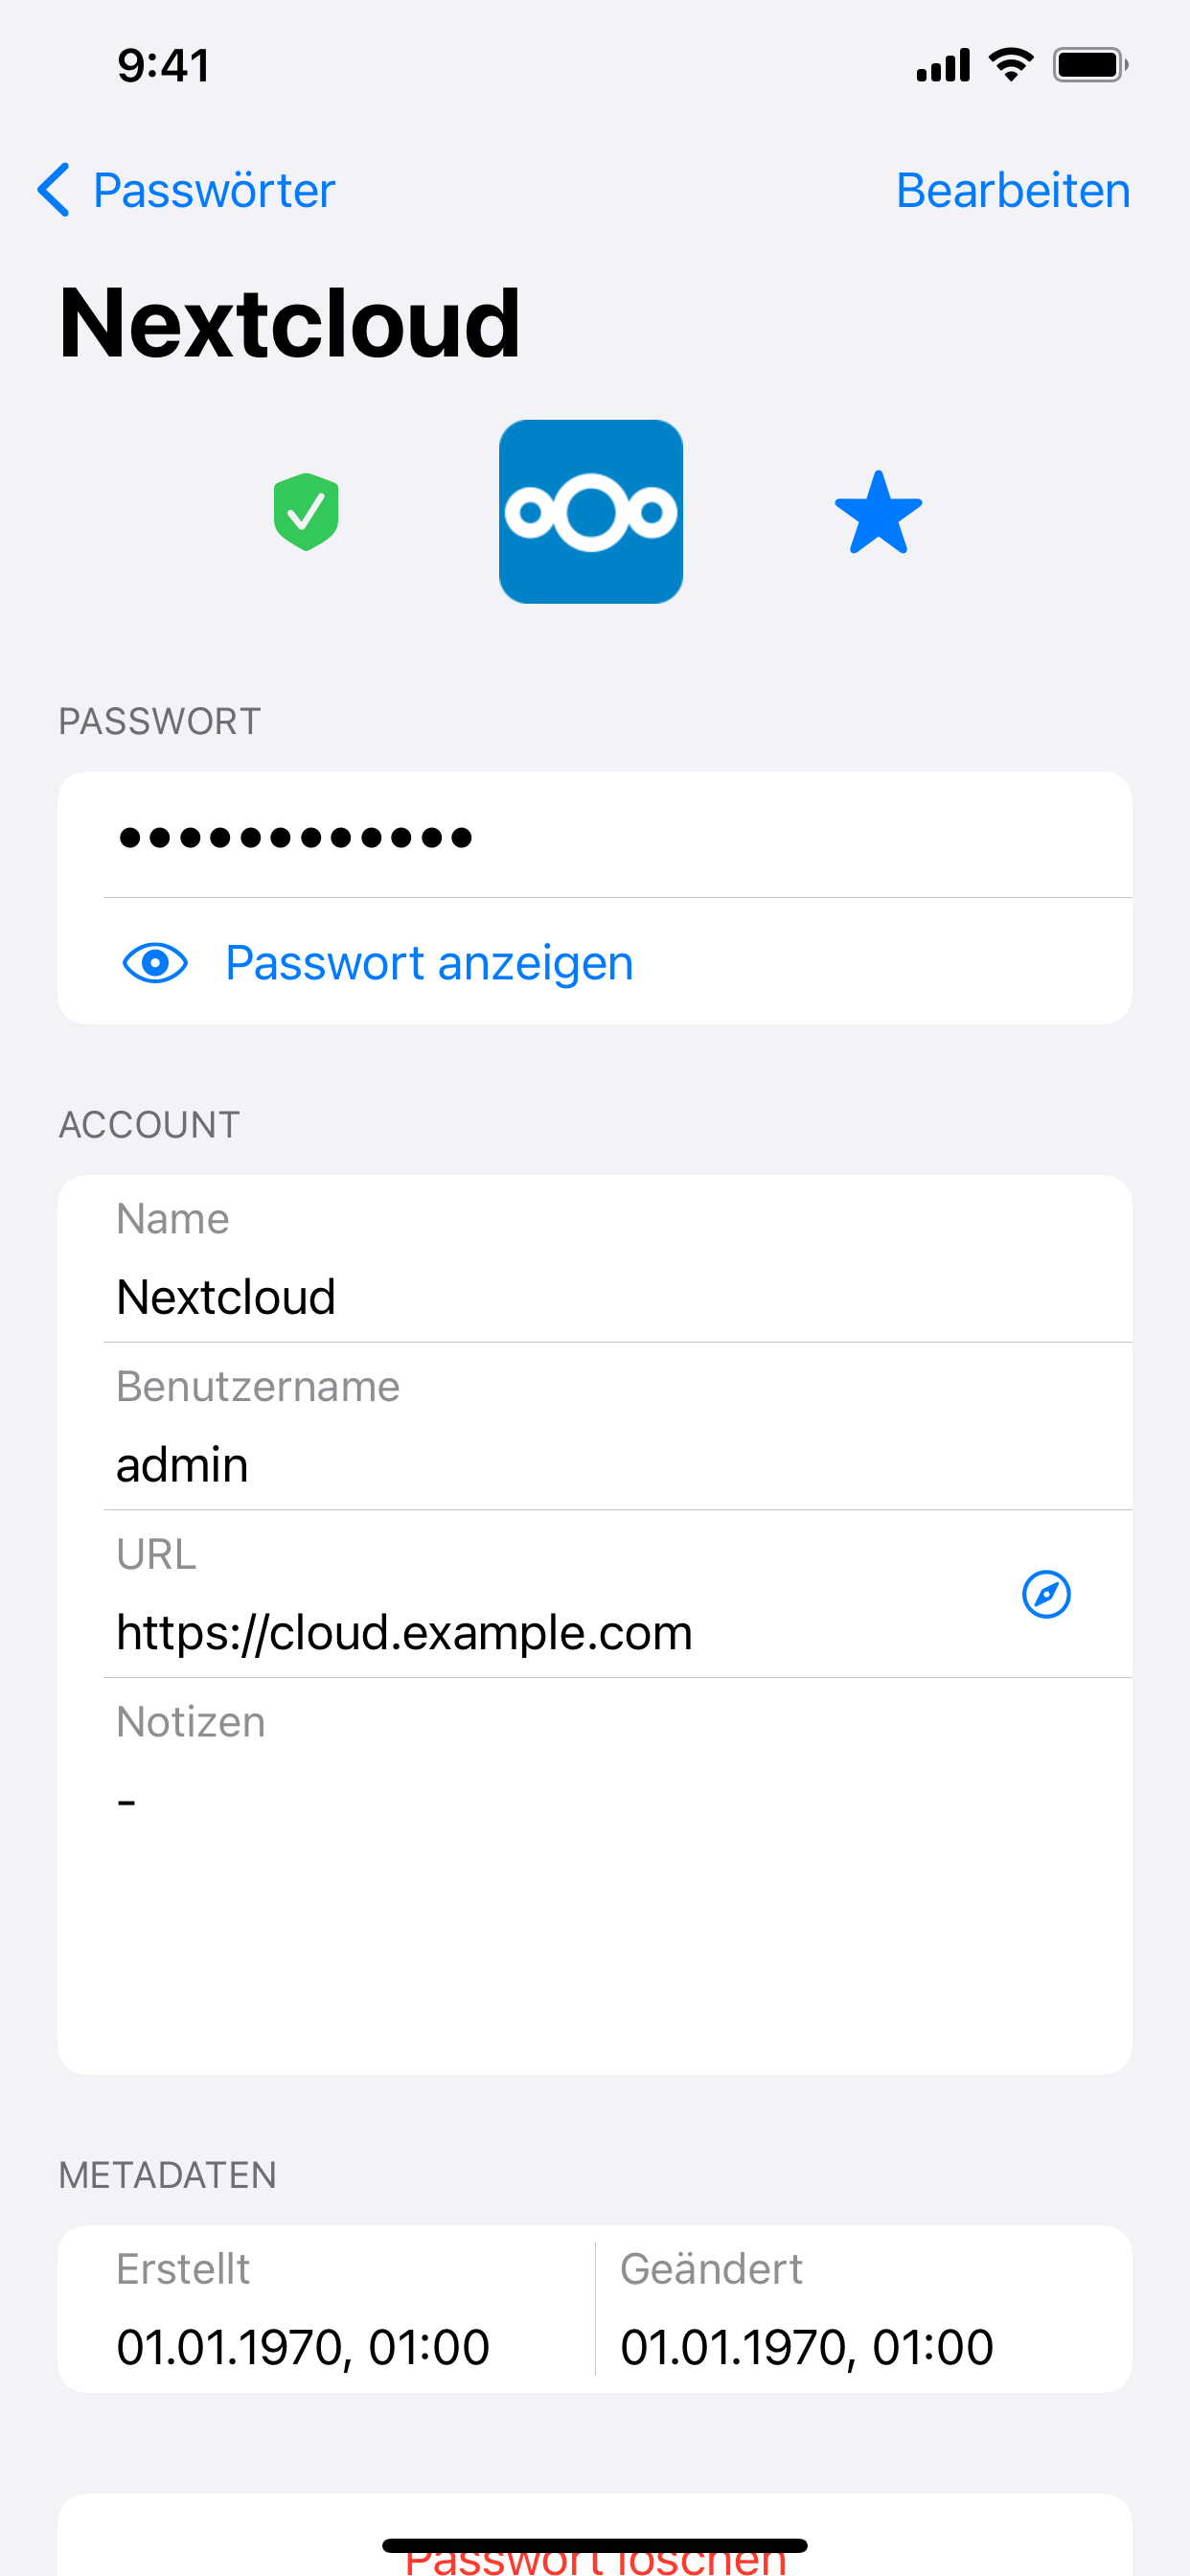 9:41
Passwörter
Bearbeiten
Nextcloud
PASSWORT
••••••••••••
Passwort anzeigen
ACCOUNT
Name
Nextcloud
Benutzername
admin
URL
https://cloud.example.com
Notizen
-
METADATEN
Erstellt
Geändert
01.01.1970, 01:00
01.01.1970, 01:00
Passwort löschen